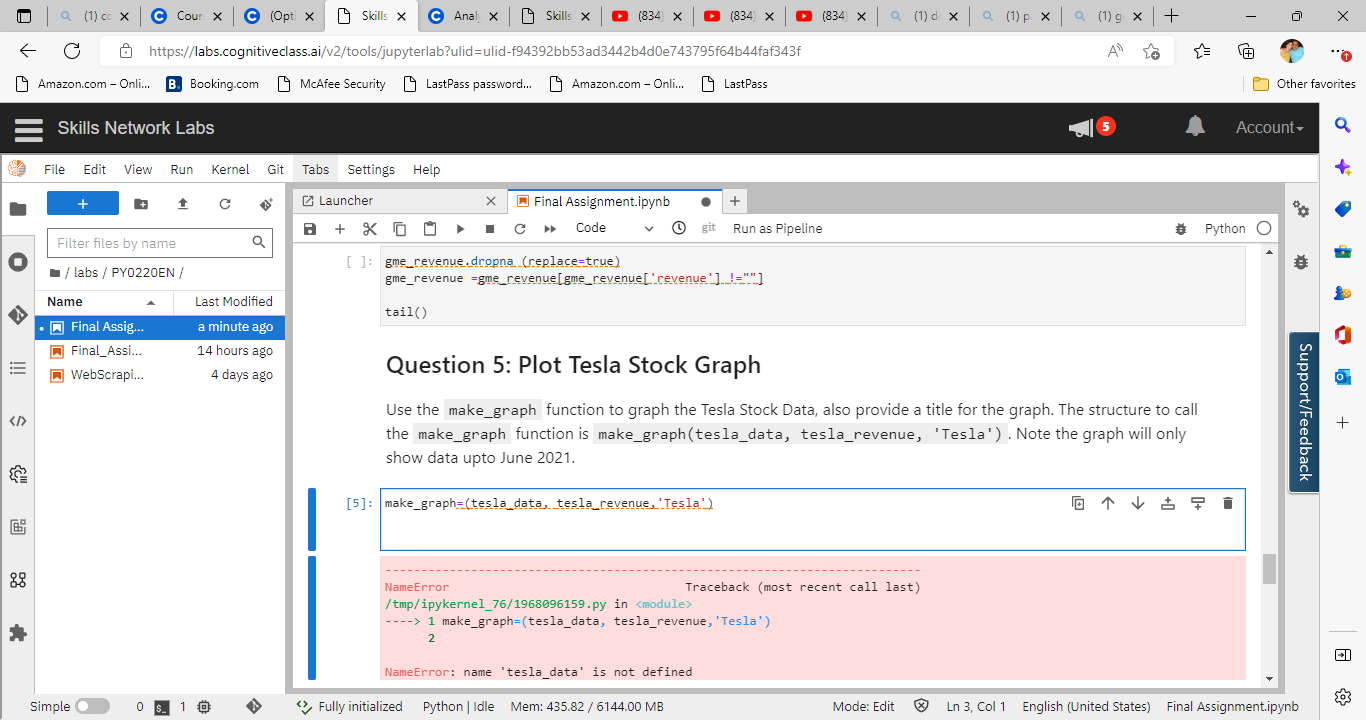 (1) co
Cours
(Opti
Skills
Analy
Skills
(834)
(834)
(834)
(1) d
(1) p
(1) g
https://labs.cognitiveclass.ai/v2/tools/jupyterlab?ulid=ulid-f94392bb53ad3442b4d0e743795f64b44faf343f
Amazon.com – Onli...
B. Booking.com
McAfee Security
LastPass password...
Amazon.com – Onli...
LastPass
Other favorites
Skills Network Labs
5
Account
File Edit View Run Kernel Git Tabs Settings Help
Launcher
Final Assignment.ipynb
Filter files by name
/ labs / PY0220EN /
Name Last Modified
Final Assig... a minute ago
Final_Assi... 14 hours ago
WebScrapi... 4 days ago
Code
git
Run as Pipeline
Python
[ ]:
gme_revenue.dropna (replace=true)
gme_revenue =gme_revenue[gme_revenue['revenue'] !=""]
tail()
Question 5: Plot Tesla Stock Graph
Use the make_graph function to graph the Tesla Stock Data, also provide a title for the graph. The structure to call
the make_graph function is make_graph(tesla_data, tesla_revenue, 'Tesla') . Note the graph will only
show data upto June 2021.
[5]: make_graph=(tesla_data, tesla_revenue,'Tesla')
---------------------------------------------------------------------------
NameError Traceback (most recent call last)
/tmp/ipykernel_76/1968096159.py in <module>
----> 1 make_graph=(tesla_data, tesla_revenue,'Tesla')
2
NameError: name 'tesla_data' is not defined
Support/Feedback
Simple 0 1 Fully initialized Python | Idle Mem: 435.82 / 6144.00 MB Mode: Edit Ln 3, Col 1 English (United States) Final Assignment.ipynb